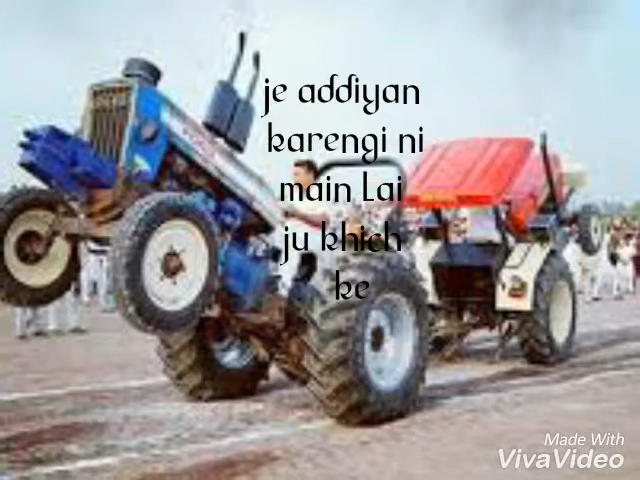 je addiyan
karengi ni
main Lai
ju khich
ke
Made With
VivaVideo